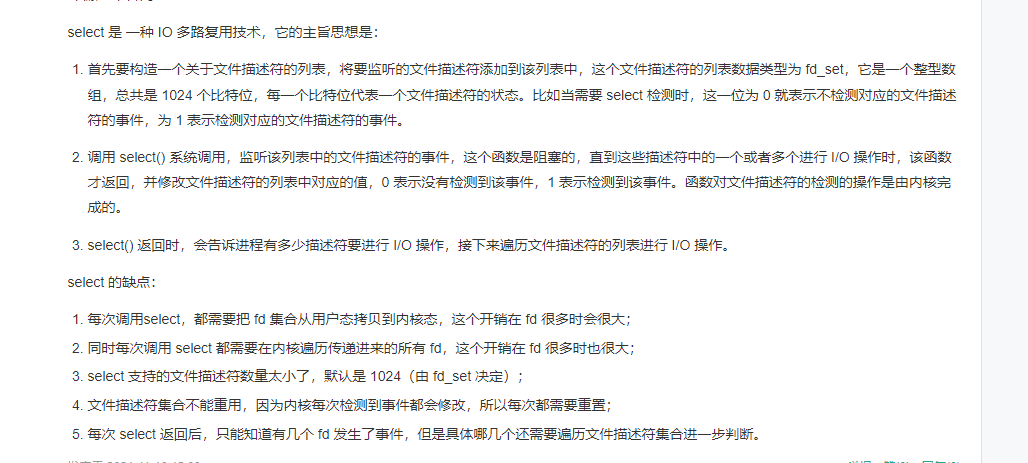 select 是 一种 IO 多路复用技术，它的主旨思想是：
1. 首先要构造一个关于文件描述符的列表，将要监听的文件描述符添加到该列表中，这个文件描述符的列表数据类型为 fd_set，它是一个整型数
组，总共是 1024 个比特位，每一个比特位代表一个文件描述符的状态。比如当需要 select 检测时，这一位为 0 就表示不检测对应的文件描述
符的事件，为 1 表示检测对应的文件描述符的事件。
2. 调用 select() 系统调用，监听该列表中的文件描述符的事件，这个函数是阻塞的，直到这些描述符中的一个或者多个进行 I/O 操作时，该函数
才返回，并修改文件描述符的列表中对应的值，0 表示没有检测到该事件，1 表示检测到该事件。函数对文件描述符的检测的操作是由内核完
成的。
3. select() 返回时，会告诉进程有多少描述符要进行 I/O 操作，接下来遍历文件描述符的列表进行 I/O 操作。
select 的缺点：
1. 每次调用select，都需要把 fd 集合从用户态拷贝到内核态，这个开销在 fd 很多时会很大；
2. 同时每次调用 select 都需要在内核遍历传递进来的所有 fd，这个开销在 fd 很多时也很大；
3. select 支持的文件描述符数量太小了，默认是 1024（由 fd_set 决定）；
4. 文件描述符集合不能重用，因为内核每次检测到事件都会修改，所以每次都需要重置；
5. 每次 select 返回后，只能知道有几个 fd 发生了事件，但是具体哪几个还需要遍历文件描述符集合进一步判断。